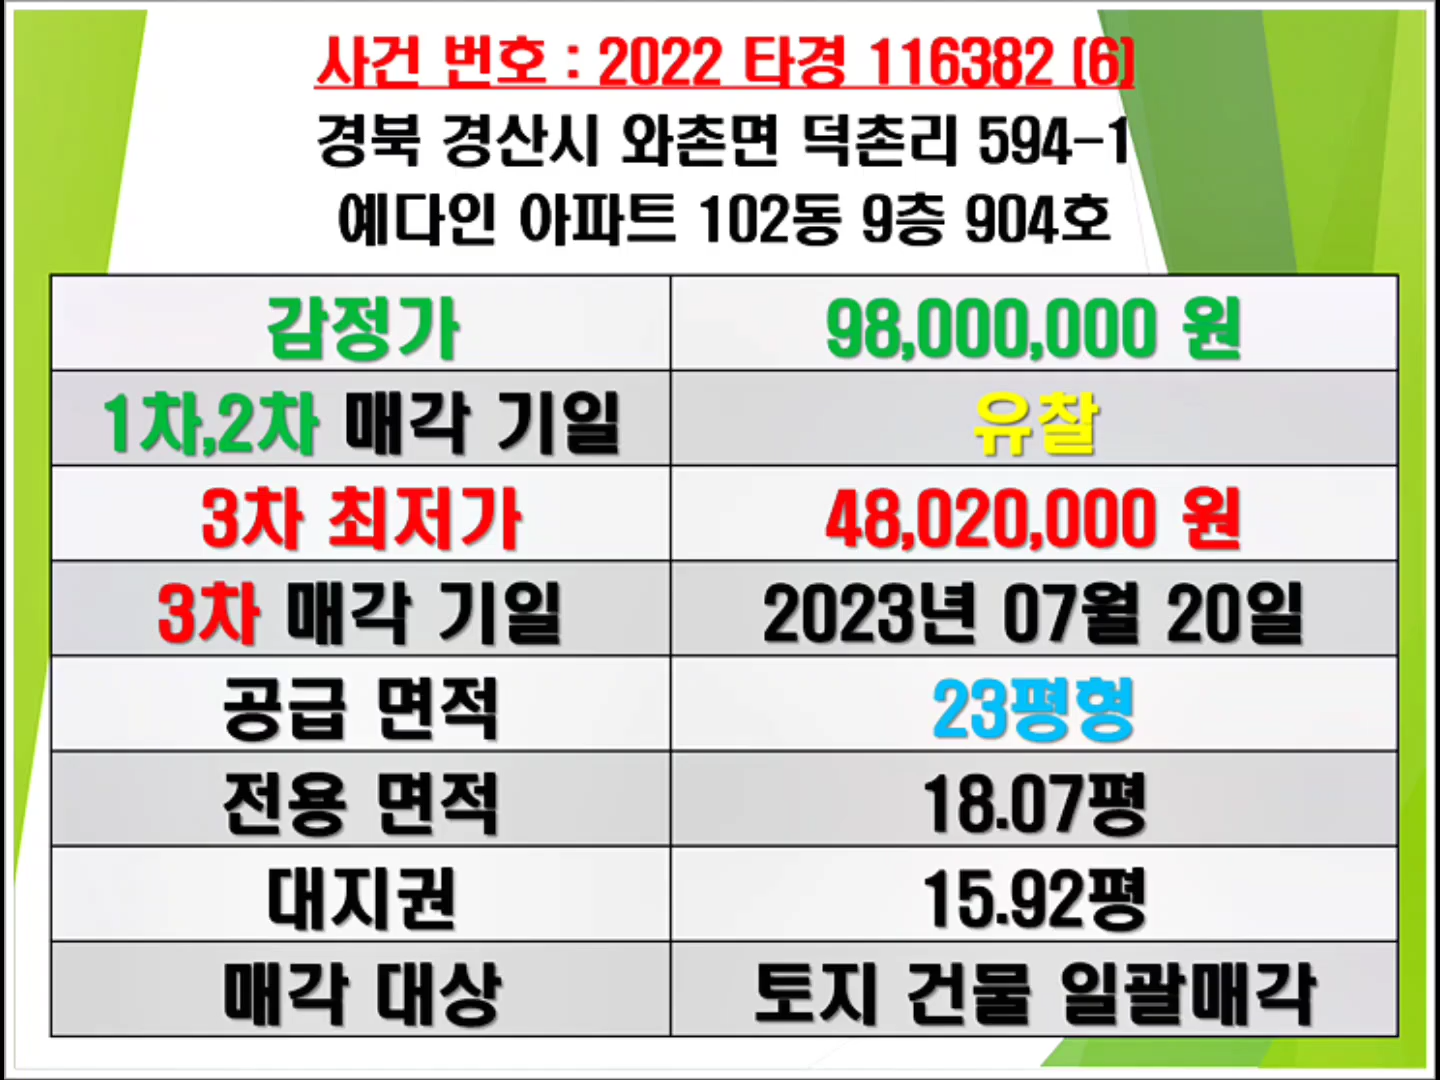 사건 번호 : 2022 타경 116382 (6)
경북 경산시 와촌면 덕촌리 594-1
예다인 아파트 102동 9층 904호
감정가 98,000,000 원
1차,2차 매각 기일 유찰
3차 최저가 48,020,000 원
3차 매각 기일 2023년 07월 20일
공급 면적 23평형
전용 면적 18.07평
대지권 15.92평
매각 대상 토지 건물 일괄매각